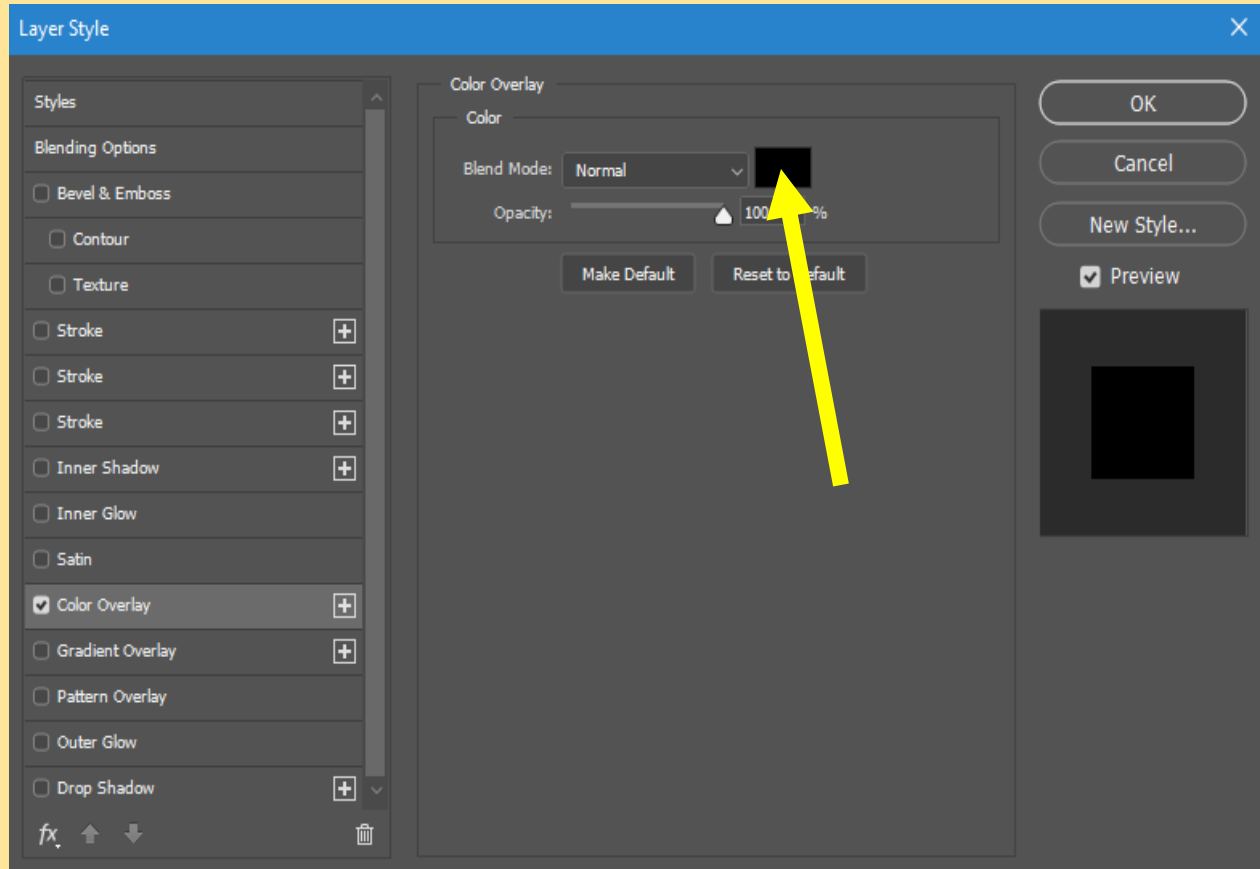 Layer Style
Styles
Blending Options
Bevel & Emboss
Contour
Texture
Stroke
Stroke
Stroke
Inner Shadow
Inner Glow
Satin
Color Overlay
Gradient Overlay
Pattern Overlay
Outer Glow
Drop Shadow
fx
Color Overlay
Color
Blend Mode: Normal
Opacity: %
Make Default Reset to Default
OK
Cancel
New Style...
Preview